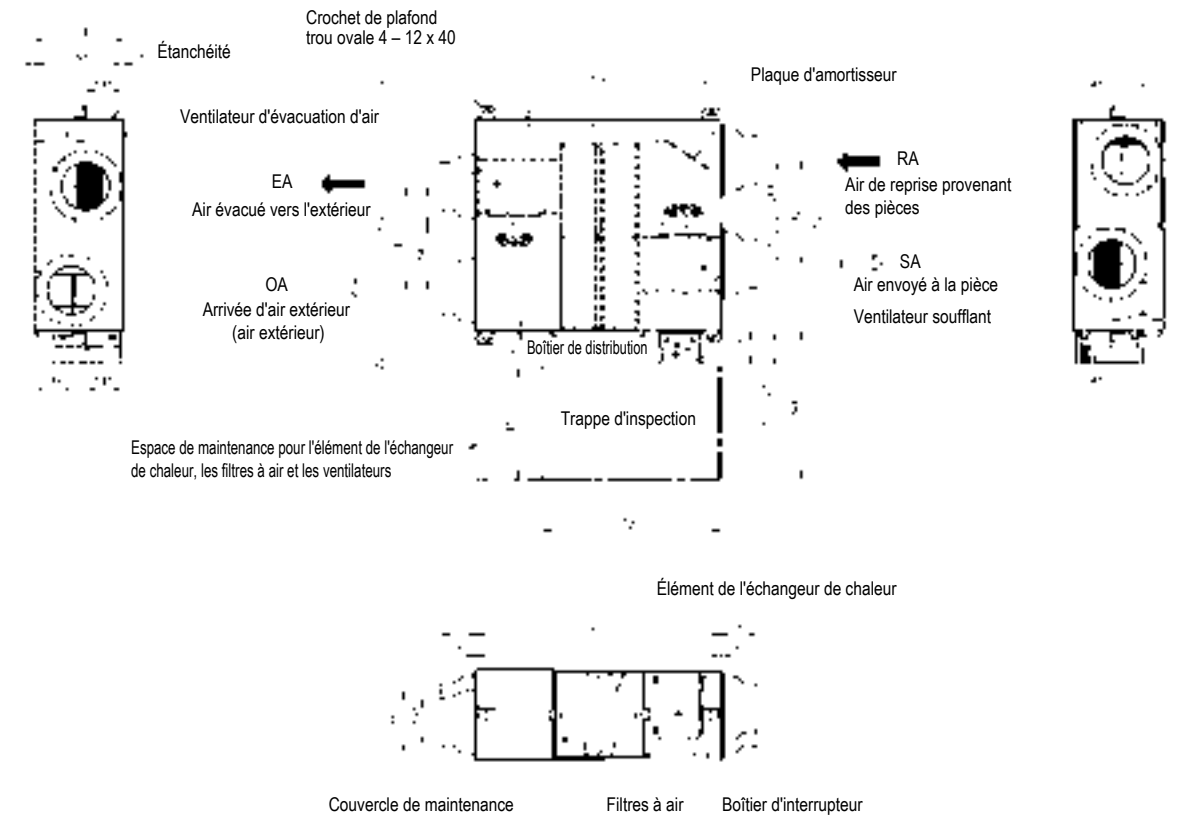 Crochet de plafond
trou ovale 4 – 12 x 40
Étanchéité
Plaque d'amortisseur
Ventilateur d'évacuation d'air
RA
Air de reprise provenant
des pièces
EA
Air évacué vers l'extérieur
SA
Air envoyé à la pièce
OA
Arrivée d'air extérieur
(air extérieur)
Ventilateur soufflant
Boîtier de distribution
Trappe d'inspection
Espace de maintenance pour l'élément de l'échangeur
de chaleur, les filtres à air et les ventilateurs
Élément de l'échangeur de chaleur
Couvercle de maintenance
Filtres à air
Boîtier d'interrupteur